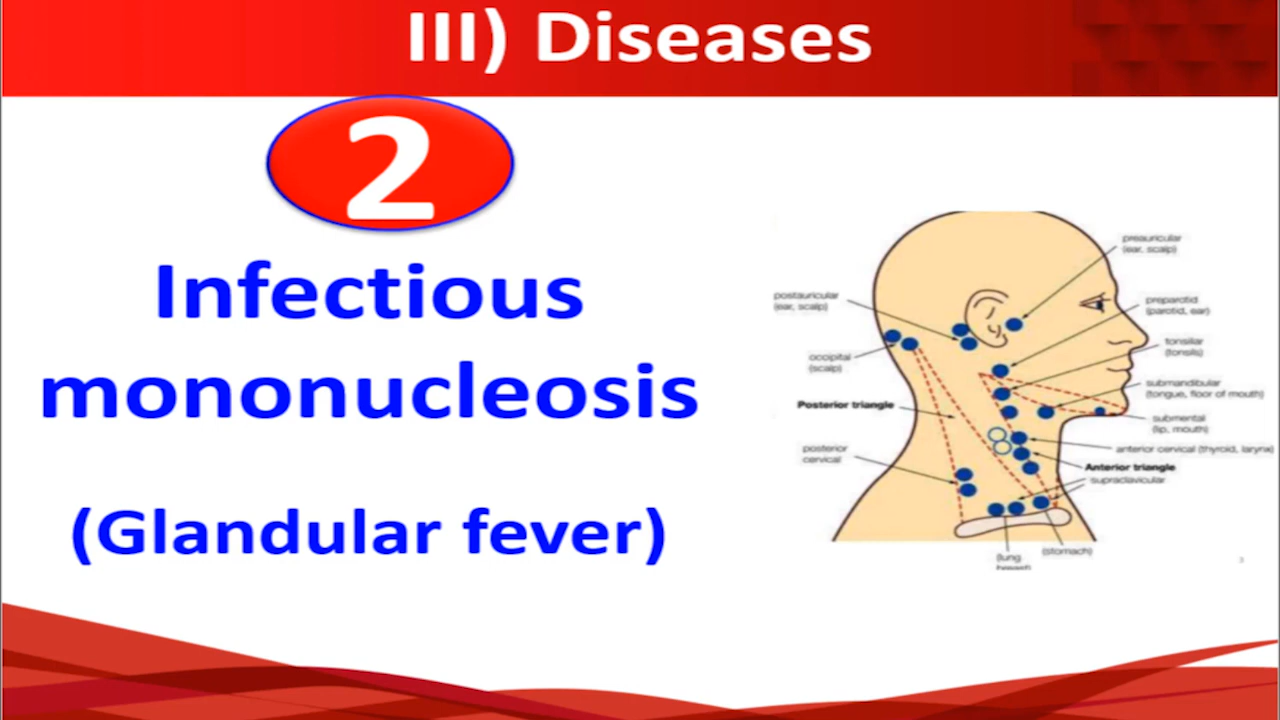 III) Diseases
2
Infectious
mononucleosis
(Glandular fever)
preauricular
(ear, scalp)
postauricular
(ear, scalp)
preparotid
(parotid, ear)
tonsillar
(tonsils)
occipital
(scalp)
submandibular
(tongue, floor of mouth)
Posterior triangle
submental
(lip, mouth)
posterior
cervical
anterior cervical (thyroid, larynx)
Anterior triangle
supraclavicular
(lung
breast)
(stomach)
3